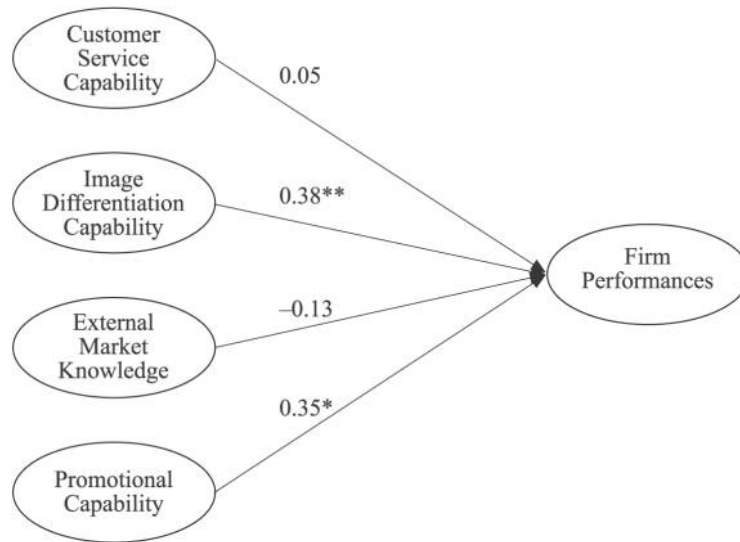 Customer
Service
Capability
0.05
Image
Differentiation
Capability
0.38**
Firm
Performances
External
Market
Knowledge
–0.13
0.35*
Promotional
Capability